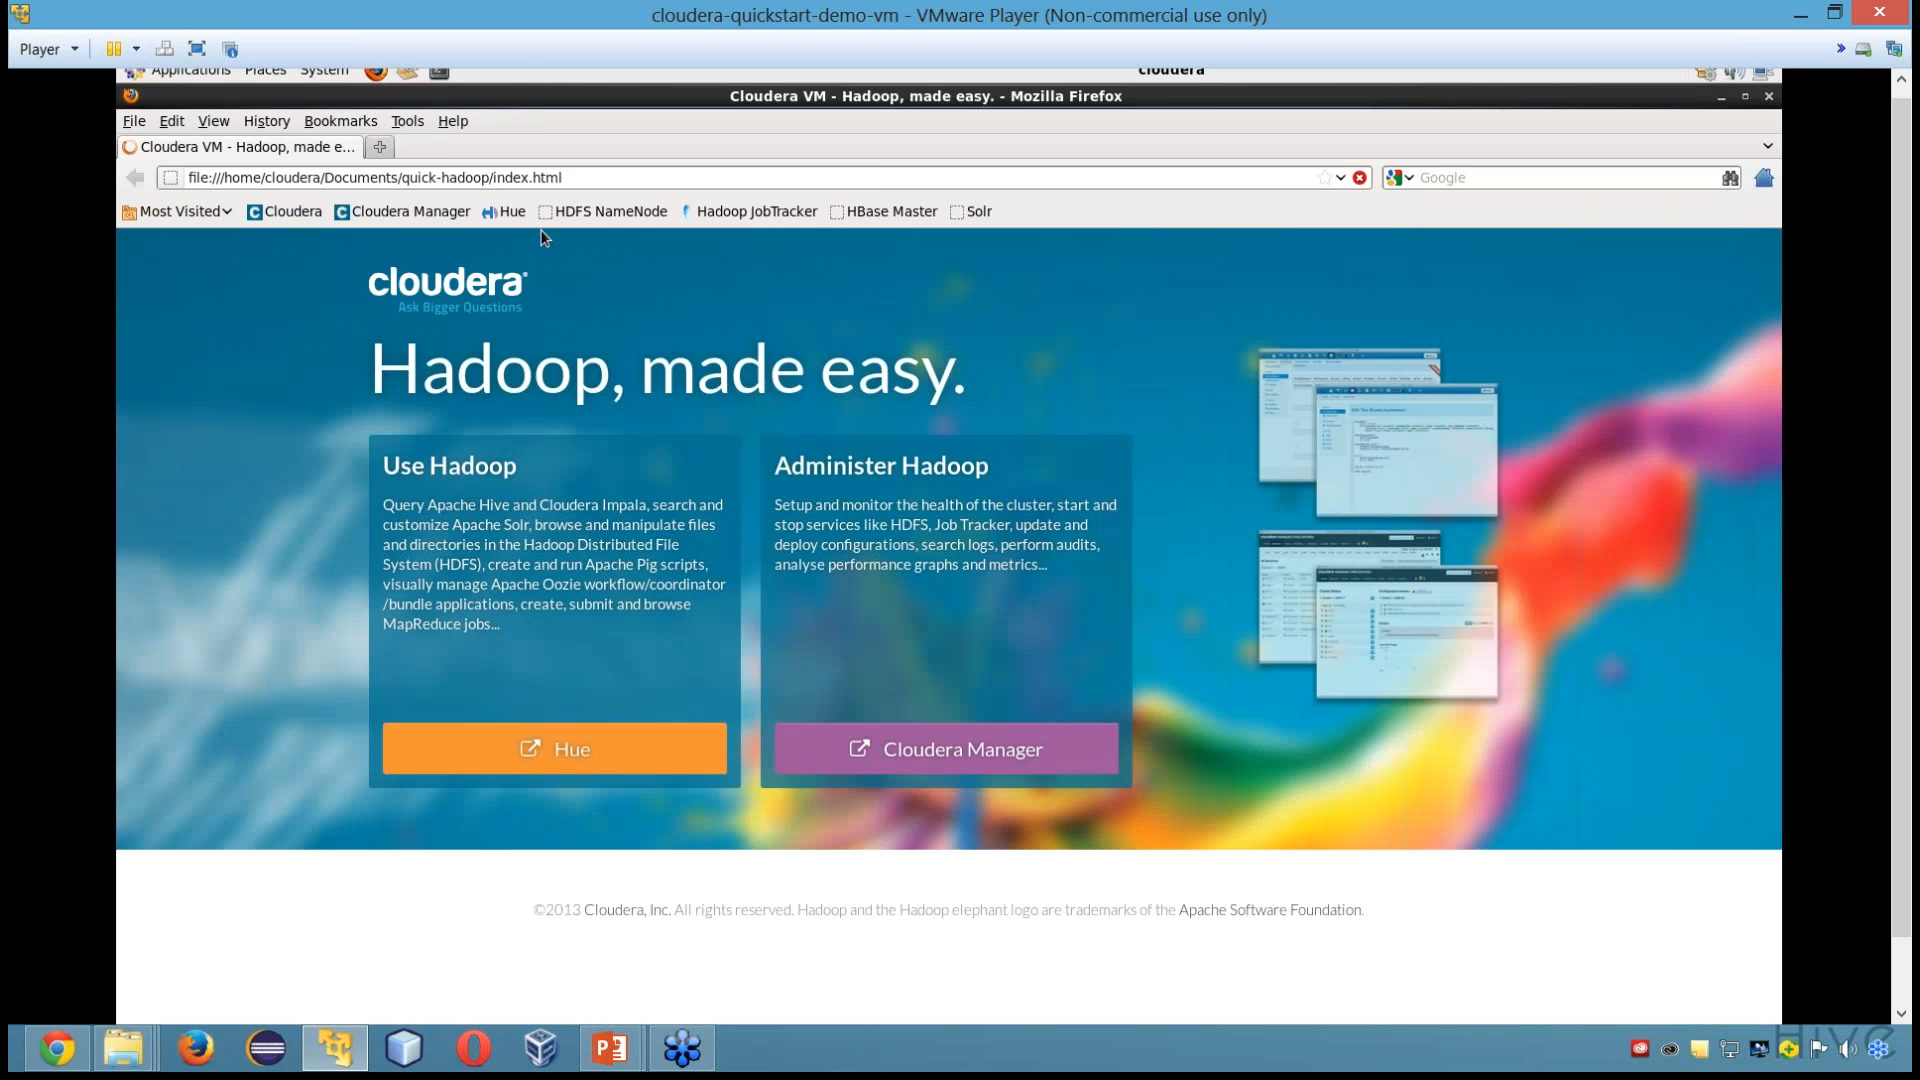 cloudera-quickstart-demo-vm - VMware Player (Non-commercial use only)
Player
Applications Places System
cloudera
Cloudera VM - Hadoop, made easy. - Mozilla Firefox
File Edit View History Bookmarks Tools Help
Cloudera VM - Hadoop, made e...
file:///home/cloudera/Documents/quick-hadoop/index.html
Google
Most Visited Cloudera Cloudera Manager Hue HDFS NameNode Hadoop JobTracker HBase Master Solr
cloudera
Ask Bigger Questions
Hadoop, made easy.
Use Hadoop
Query Apache Hive and Cloudera Impala, search and
customize Apache Solr, browse and manipulate files
and directories in the Hadoop Distributed File
System (HDFS), create and run Apache Pig scripts,
visually manage Apache Oozie workflow/coordinator
/bundle applications, create, submit and browse
MapReduce jobs...
Hue
Administer Hadoop
Setup and monitor the health of the cluster, start and
stop services like HDFS, Job Tracker, update and
deploy configurations, search logs, perform audits,
analyse performance graphs and metrics...
Cloudera Manager
©2013 Cloudera, Inc. All rights reserved. Hadoop and the Hadoop elephant logo are trademarks of the Apache Software Foundation.
Hive